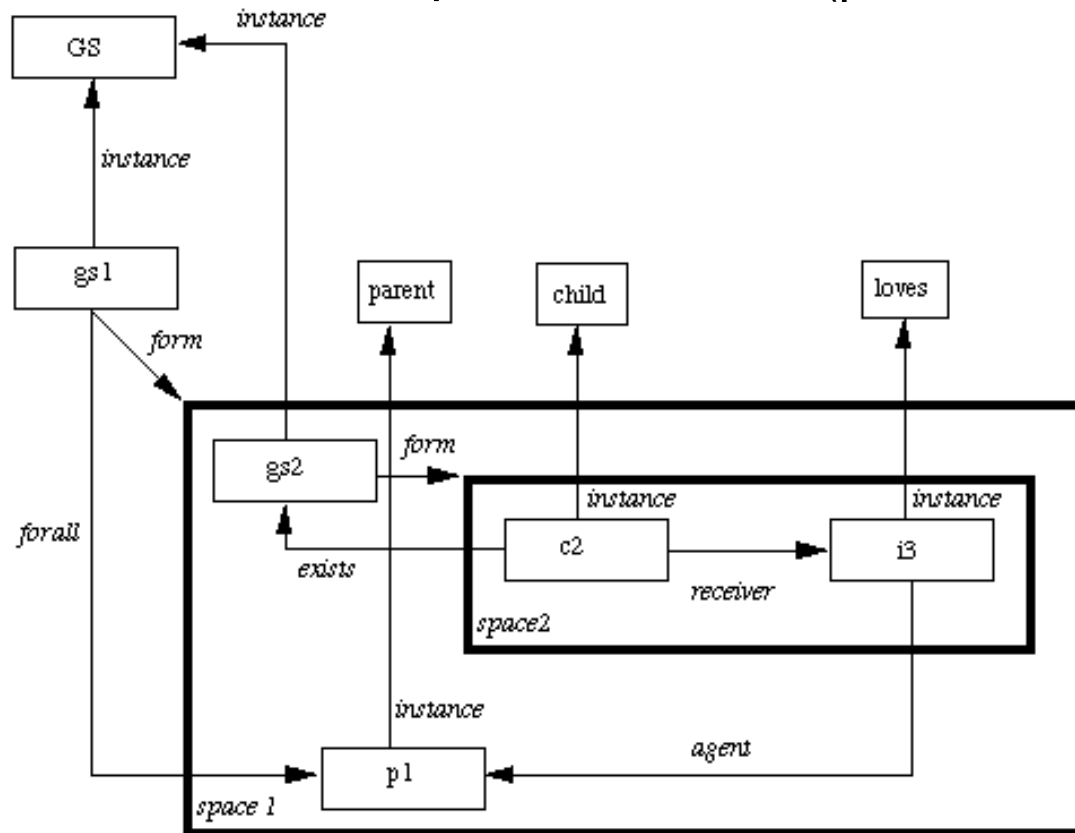 instance
GS
instance
gs1
parent
child
loves
form
gs2
form
instance
instance
forall
exists
c2
i3
receiver
space2
instance
agent
p1
space 1